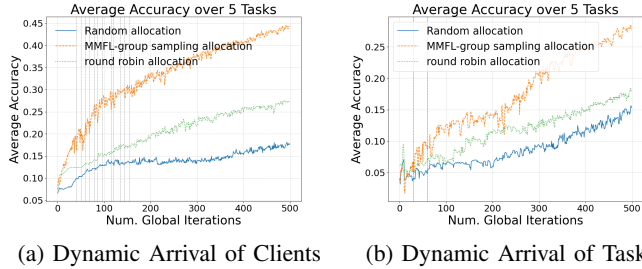 Average Accuracy over 5 Tasks
Average Accuracy
0.45
0.40
0.35
0.30
0.25
0.20
0.15
0.10
0.05
Random allocation
MMFL-group sampling allocation
round robin allocation
0 100 200 300 400 500
Num. Global Iterations
(a) Dynamic Arrival of Clients
Average Accuracy over 5 Tasks
Average Accuracy
0.25
0.20
0.15
0.10
0.05
Random allocation
MMFL-group sampling allocation
round robin allocation
0 100 200 300 400 500
Num. Global Iterations
(b) Dynamic Arrival of Task